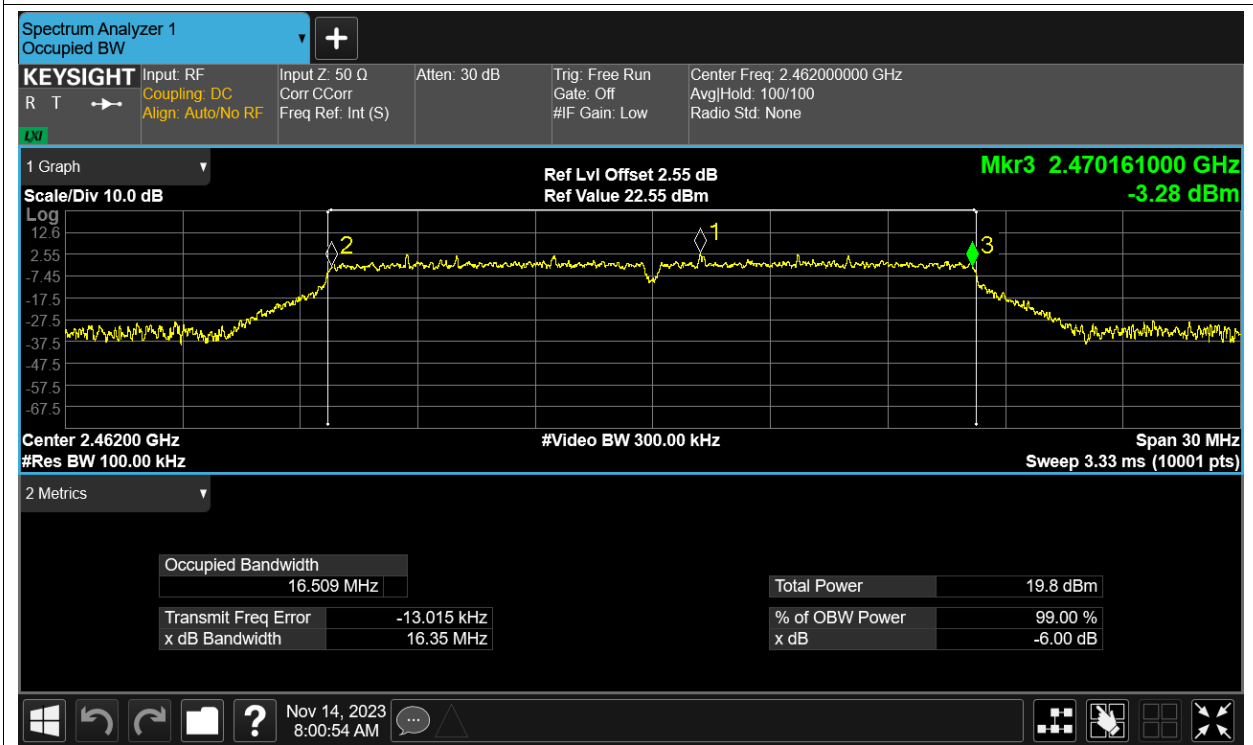 Spectrum Analyzer 1
Occupied BW
KEYSIGHT
R T
LXI
Input: RF
Coupling: DC
Align: Auto/No RF
Input Z: 50 Ω
Corr CCorr
Freq Ref: Int (S)
Atten: 30 dB
Trig: Free Run
Gate: Off
#IF Gain: Low
Center Freq: 2.462000000 GHz
Avg|Hold: 100/100
Radio Std: None
1 Graph
Scale/Div 10.0 dB
Ref Lvl Offset 2.55 dB
Ref Value 22.55 dBm
Mkr3 2.470161000 GHz
-3.28 dBm
Log
12.6
2.55
-7.45
-17.5
-27.5
-37.5
-47.5
-57.5
-67.5
2
1
3
Center 2.46200 GHz
#Video BW 300.00 kHz
Span 30 MHz
#Res BW 100.00 kHz
Sweep 3.33 ms (10001 pts)
2 Metrics
Occupied Bandwidth
16.509 MHz
Total Power 19.8 dBm
Transmit Freq Error -13.015 kHz
% of OBW Power 99.00 %
x dB Bandwidth 16.35 MHz
x dB -6.00 dB
?
Nov 14, 2023
8:00:54 AM